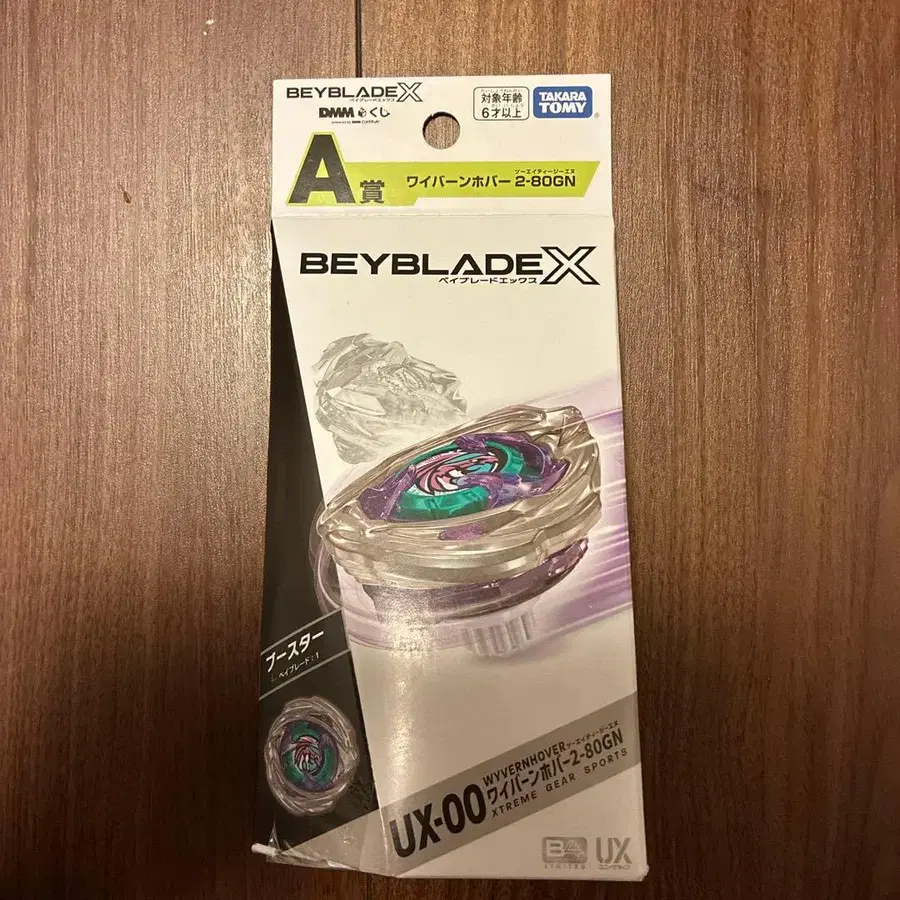 BEYBLADE X
ベイブレードエックス
DMMくじ
対象年齢
6才以上
TAKARA
TOMY
A賞
ツーエイティージーエヌ
ワイバーンホバー 2-80GN
BEYBLADE X
ベイブレードエックス
ブースター
ベイブレード:1
WYVERNHOVER
ツーエイティージーエヌ
UX-00
ワイバーンホバー2-80GN
XTREME GEAR SPORTS
LIMITED
UX